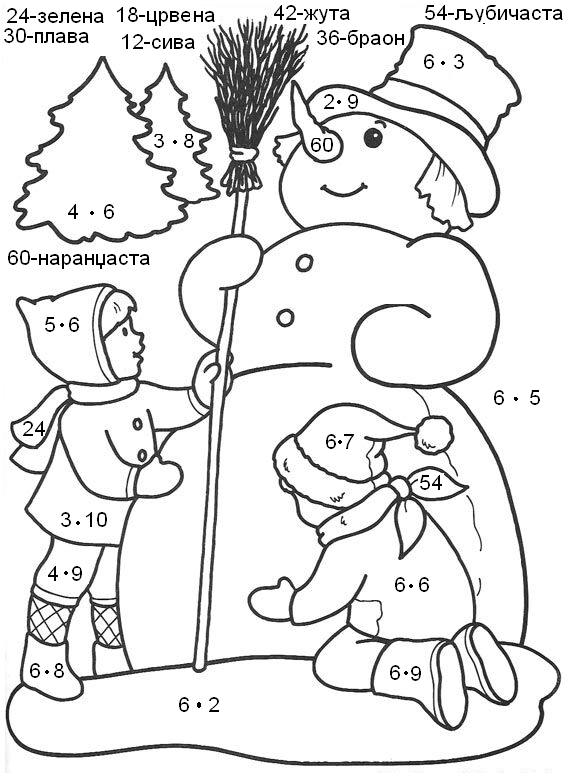 24-зелена 18-црвена 42-жута 54-љубичаста
30-плава 12-сива 36-браон
6 · 3
2 · 9
60
3 · 8
4 · 6
60-наранџаста
5·6
6 · 5
24
6·7
54
3·10
4·9
6·6
6·8
6·9
6 · 2